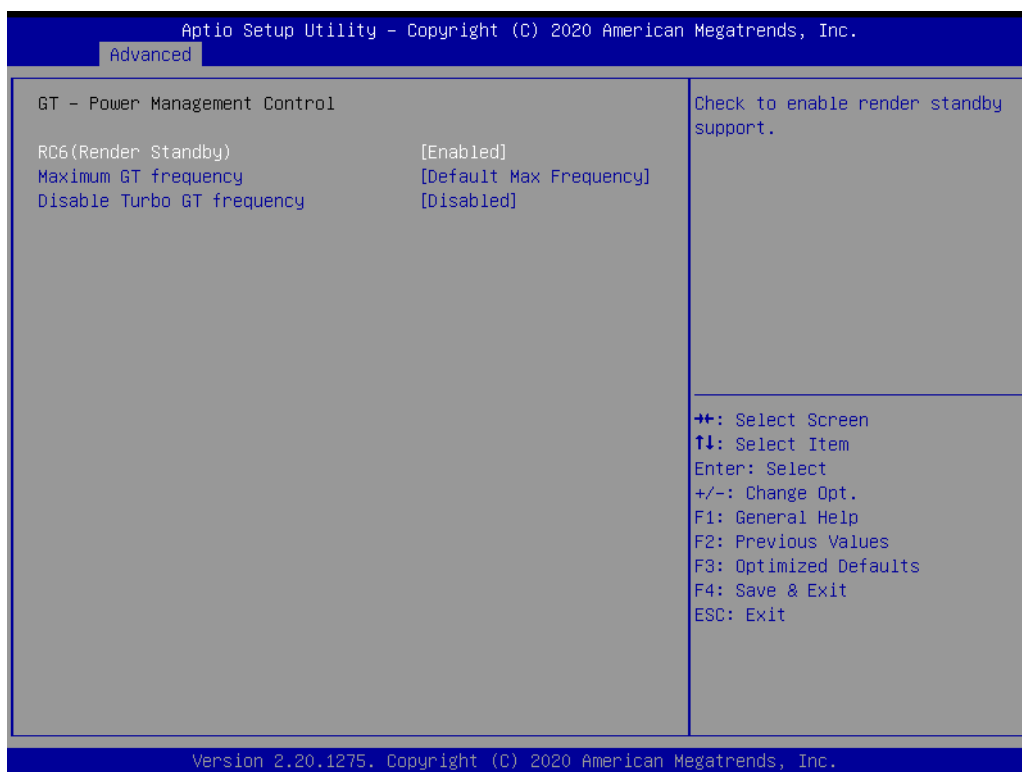 Aptio Setup Utility – Copyright (C) 2020 American Megatrends, Inc.
Advanced
GT – Power Management Control
RC6(Render Standby) [Enabled]
Maximum GT frequency [Default Max Frequency]
Disable Turbo GT frequency [Disabled]
Check to enable render standby
support.
→←: Select Screen
↑↓: Select Item
Enter: Select
+/-: Change Opt.
F1: General Help
F2: Previous Values
F3: Optimized Defaults
F4: Save & Exit
ESC: Exit
Version 2.20.1275. Copyright (C) 2020 American Megatrends, Inc.